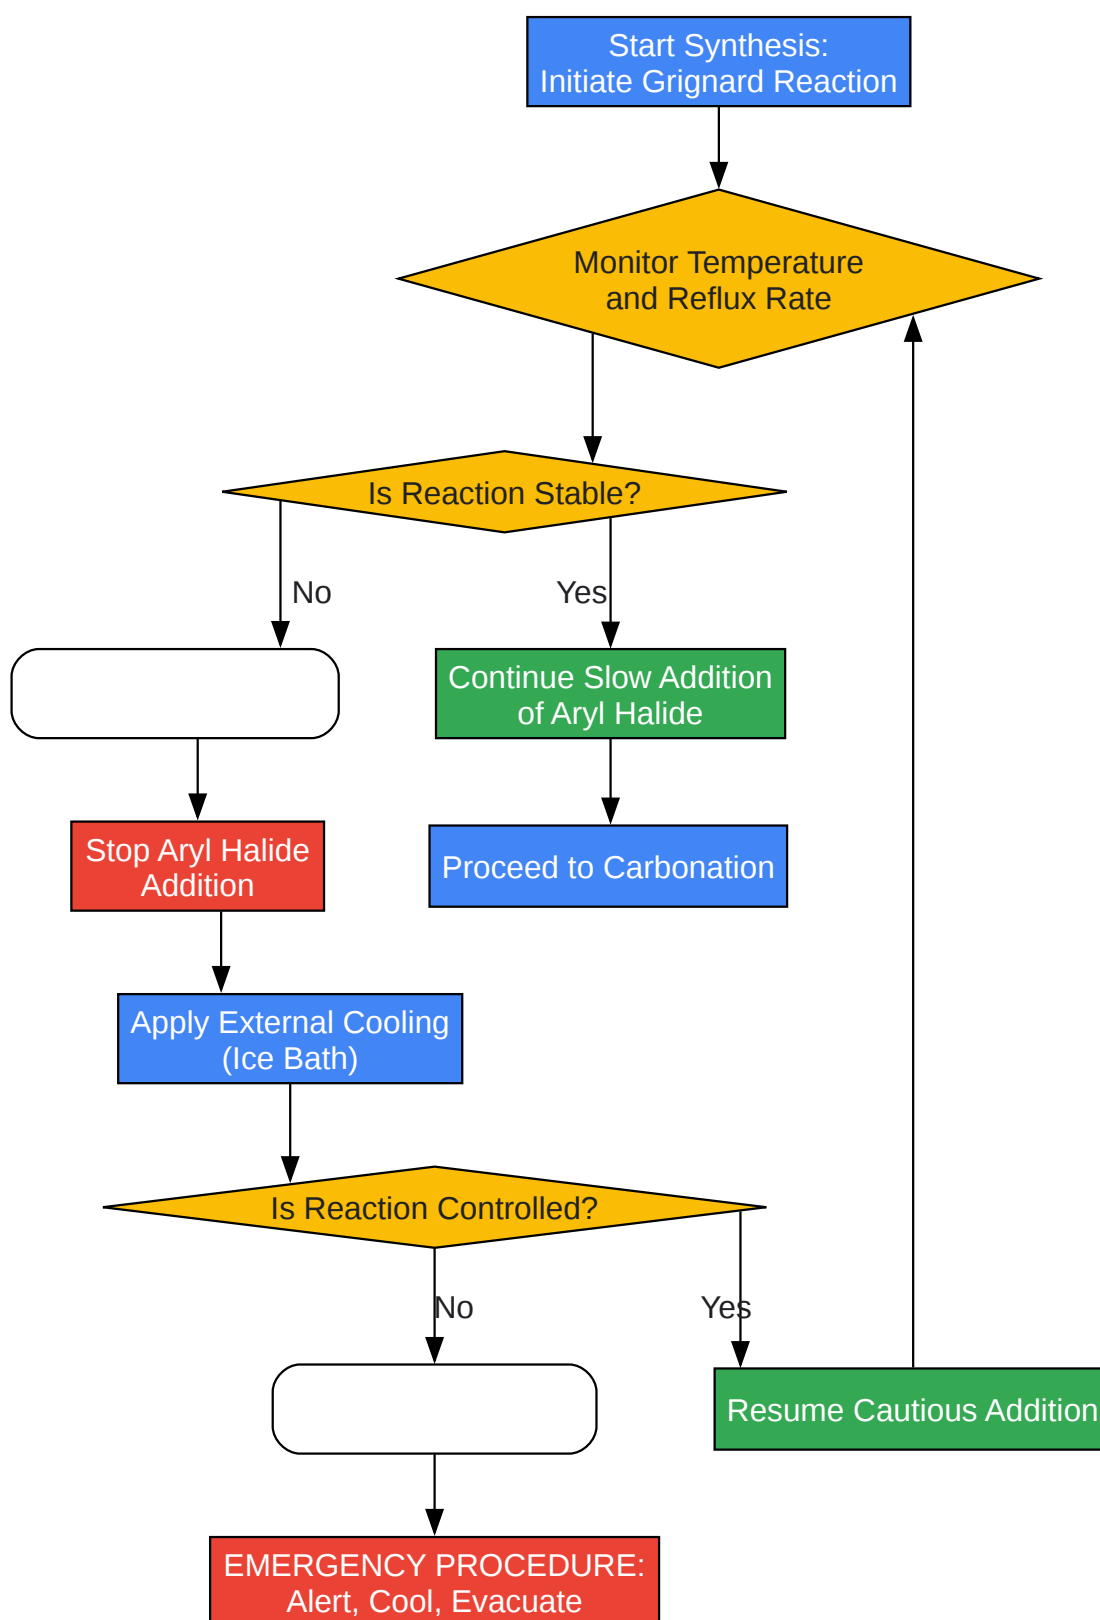 Start Synthesis:
Initiate Grignard Reaction
Monitor Temperature
and Reflux Rate
Is Reaction Stable?
No
Yes
Continue Slow Addition
of Aryl Halide
Stop Aryl Halide
Addition
Proceed to Carbonation
Apply External Cooling
(Ice Bath)
Is Reaction Controlled?
No
Yes
Resume Cautious Addition
EMERGENCY PROCEDURE:
Alert, Cool, Evacuate